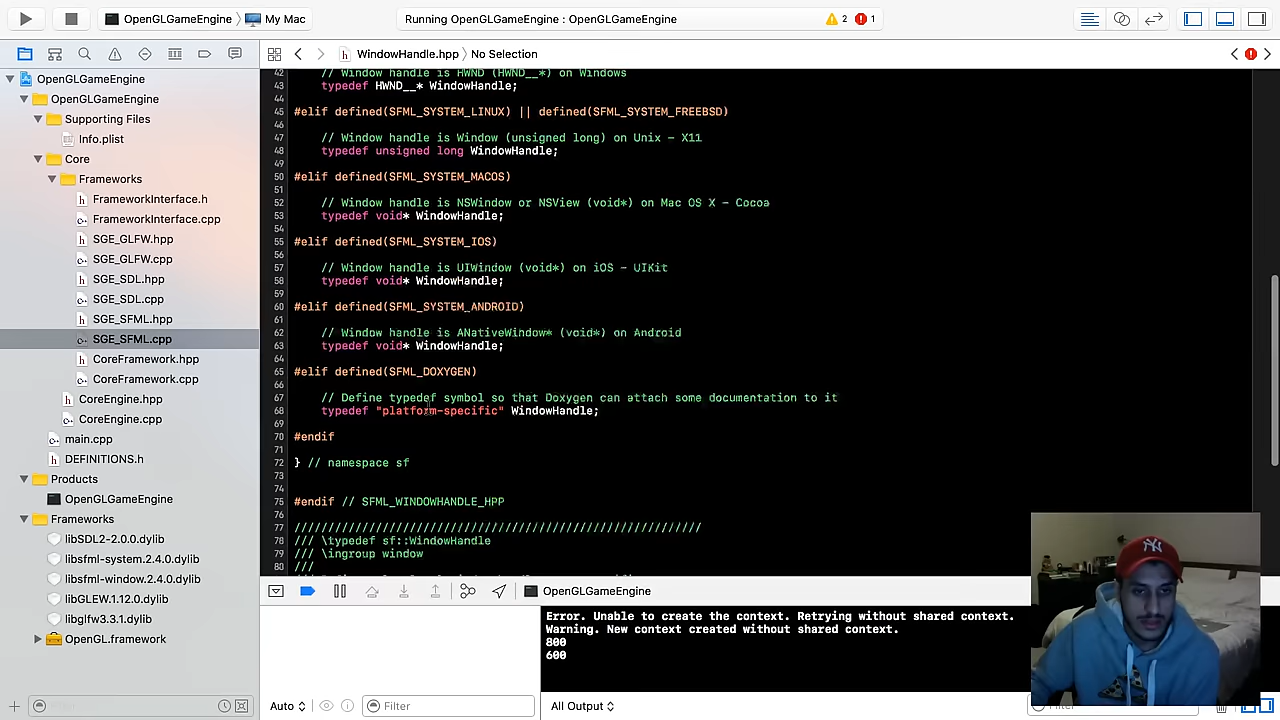 OpenGLGameEngine 〉 My Mac
Running OpenGLGameEngine : OpenGLGameEngine
2 1
WindowHandle.hpp 〉 No Selection
OpenGLGameEngine
OpenGLGameEngine
Supporting Files
Info.plist
Core
Frameworks
FrameworkInterface.h
FrameworkInterface.cpp
SGE_GLFW.hpp
SGE_GLFW.cpp
SGE_SDL.hpp
SGE_SDL.cpp
SGE_SFML.hpp
SGE_SFML.cpp
CoreFramework.hpp
CoreFramework.cpp
CoreEngine.hpp
CoreEngine.cpp
main.cpp
DEFINITIONS.h
Products
OpenGLGameEngine
Frameworks
libSDL2-2.0.0.dylib
libsfml-system.2.4.0.dylib
libsfml-window.2.4.0.dylib
libGLEW.1.12.0.dylib
libglfw3.3.1.dylib
OpenGL.framework
42 // Window handle is HWND (HWND__*) on Windows
43 typedef HWND__* WindowHandle;
44
45 #elif defined(SFML_SYSTEM_LINUX) || defined(SFML_SYSTEM_FREEBSD)
46
47 // Window handle is Window (unsigned long) on Unix - X11
48 typedef unsigned long WindowHandle;
49
50 #elif defined(SFML_SYSTEM_MACOS)
51
52 // Window handle is NSWindow or NSView (void*) on Mac OS X - Cocoa
53 typedef void* WindowHandle;
54
55 #elif defined(SFML_SYSTEM_IOS)
56
57 // Window handle is UIWindow (void*) on iOS - UIKit
58 typedef void* WindowHandle;
59
60 #elif defined(SFML_SYSTEM_ANDROID)
61
62 // Window handle is ANativeWindow* (void*) on Android
63 typedef void* WindowHandle;
64
65 #elif defined(SFML_DOXYGEN)
66
67 // Define typedef symbol so that Doxygen can attach some documentation to it
68 typedef "platform-specific" WindowHandle;
69
70 #endif
71
72 } // namespace sf
73
74
75 #endif // SFML_WINDOWHANDLE_HPP
76
77 ////////////////////////////////////////////////////////////
78 /// \typedef sf::WindowHandle
79 /// \ingroup window
80 ///
OpenGLGameEngine
Error. Unable to create the context. Retrying without shared context.
Warning. New context created without shared context.
800
600
Filter
Auto
Filter
All Output